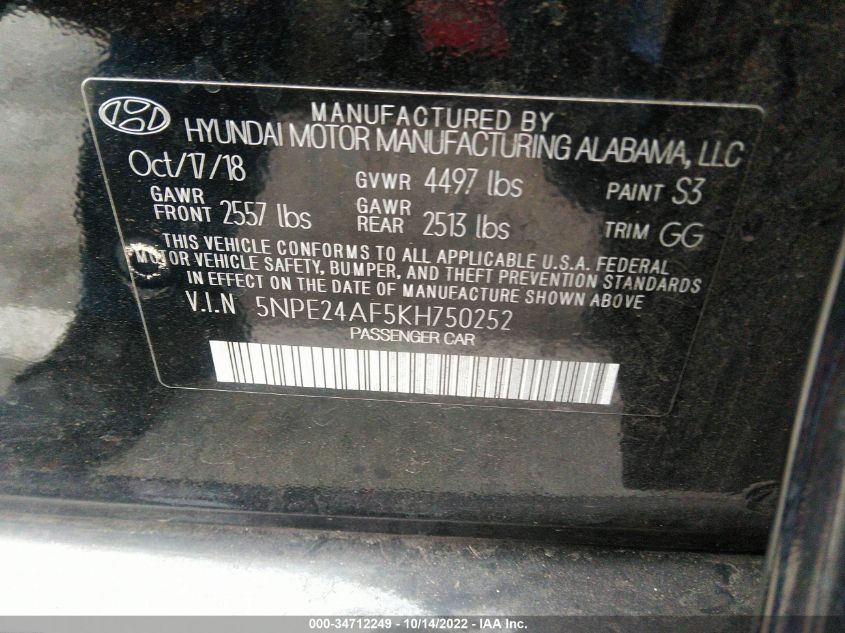 MANUFACTURED BY
HYUNDAI MOTOR MANUFACTURING ALABAMA, LLC
Oct/17/18 GVWR 4497 lbs PAINT S3
GAWR FRONT 2557 lbs GAWR REAR 2513 lbs TRIM GG
THIS VEHICLE CONFORMS TO ALL APPLICABLE U.S.A. FEDERAL
MOTOR VEHICLE SAFETY, BUMPER, AND THEFT PREVENTION STANDARDS
IN EFFECT ON THE DATE OF MANUFACTURE SHOWN ABOVE
V.I.N 5NPE24AF5KH750252
PASSENGER CAR
000-34712249 - 10/14/2022 - IAA Inc.